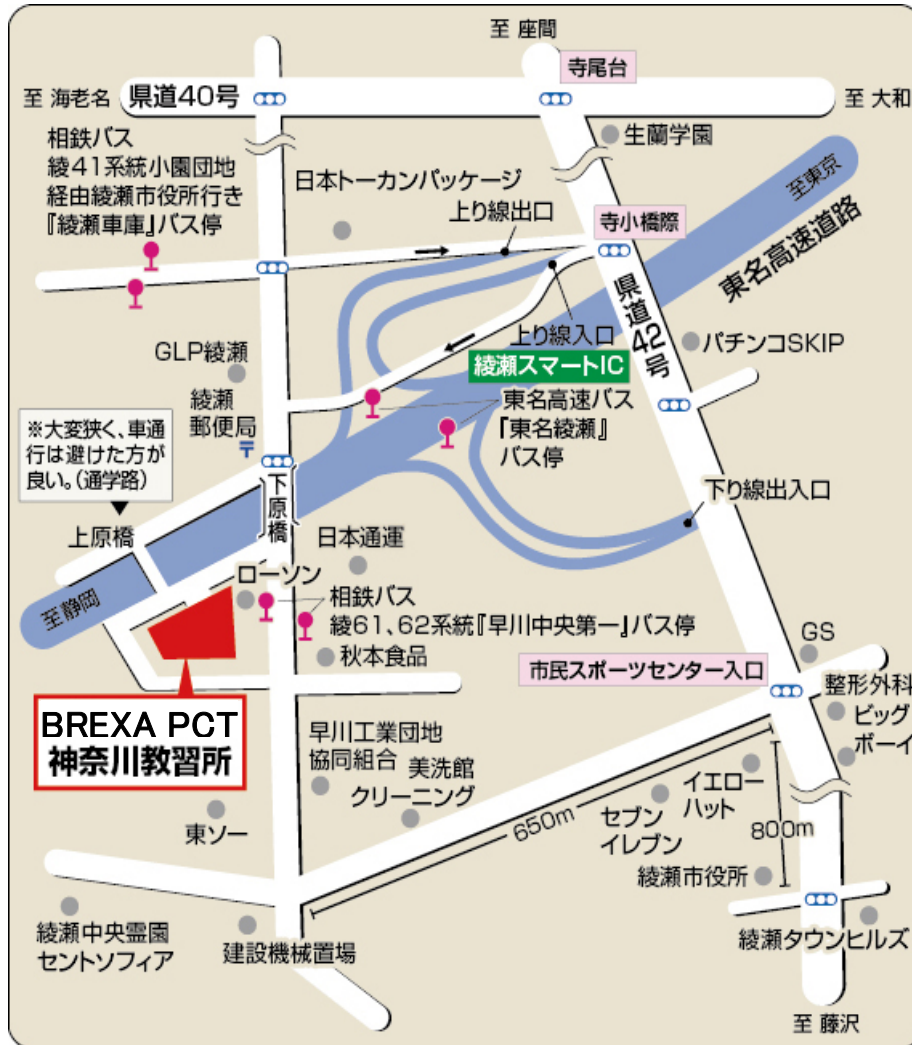 至 座間
寺尾台
至 海老名
県道40号
至 大和
相鉄バス
綾41系統小園団地
経由綾瀬市役所行き
『綾瀬車庫』バス停
生蘭学園
日本トーカンパッケージ
上り線出口
至東京
東名高速道路
寺小橋際
県道42号
上り線入口
綾瀬スマートIC
パチンコSKIP
GLP綾瀬
綾瀬
郵便局
〒
東名高速バス
『東名綾瀬』
バス停
※大変狭く、車通
行は避けた方が
良い。(通学路)
上原橋
下原橋
下り線出入口
日本通運
ローソン
至静岡
相鉄バス
綾61、62系統『早川中央第一』バス停
秋本食品
GS
市民スポーツセンター入口
整形外科
ビッグ
ボーイ
BREXA PCT
神奈川教習所
早川工業団地
協同組合
美洗館
クリーニング
イエロー
ハット
セブン
イレブン
650m
800m
東ソー
綾瀬市役所
綾瀬中央霊園
セントソフィア
建設機械置場
綾瀬タウンヒルズ
至 藤沢